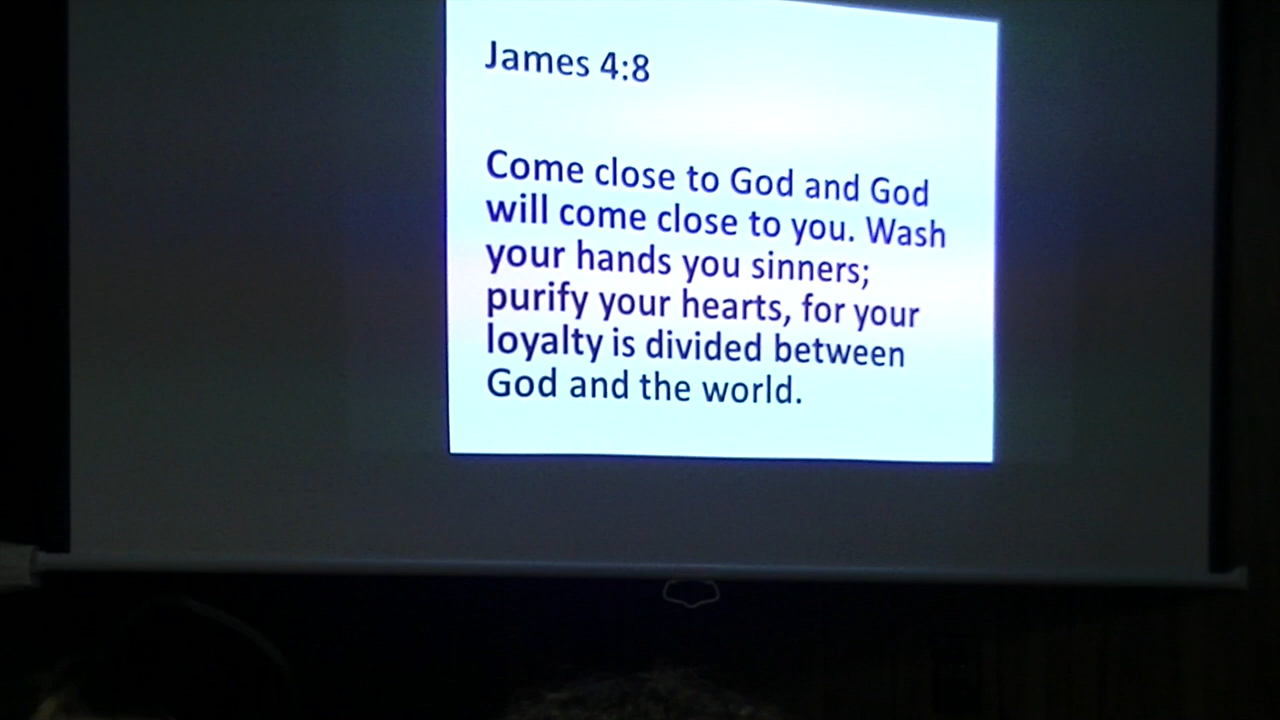 James 4:8
Come close to God and God
will come close to you. Wash
your hands you sinners;
purify your hearts, for your
loyalty is divided between
God and the world.